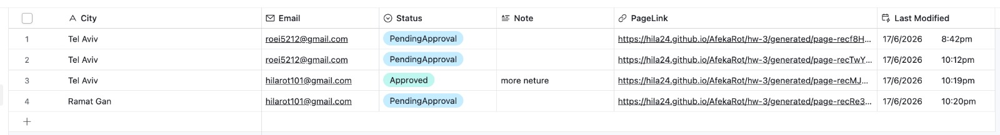 City Email Status Note PageLink Last Modified
1 Tel Aviv roei5212@gmail.com PendingApproval https://hila24.github.io/AfekaRot/hw-3/generated/page-recf8H... 17/6/2026 8:42pm
2 Tel Aviv roei5212@gmail.com PendingApproval https://hila24.github.io/AfekaRot/hw-3/generated/page-recTwY... 17/6/2026 10:12pm
3 Tel Aviv hilarot101@gmail.com Approved more neture https://hila24.github.io/AfekaRot/hw-3/generated/page-recMJ... 17/6/2026 10:19pm
4 Ramat Gan hilarot101@gmail.com PendingApproval https://hila24.github.io/AfekaRot/hw-3/generated/page-recRe3... 17/6/2026 10:20pm